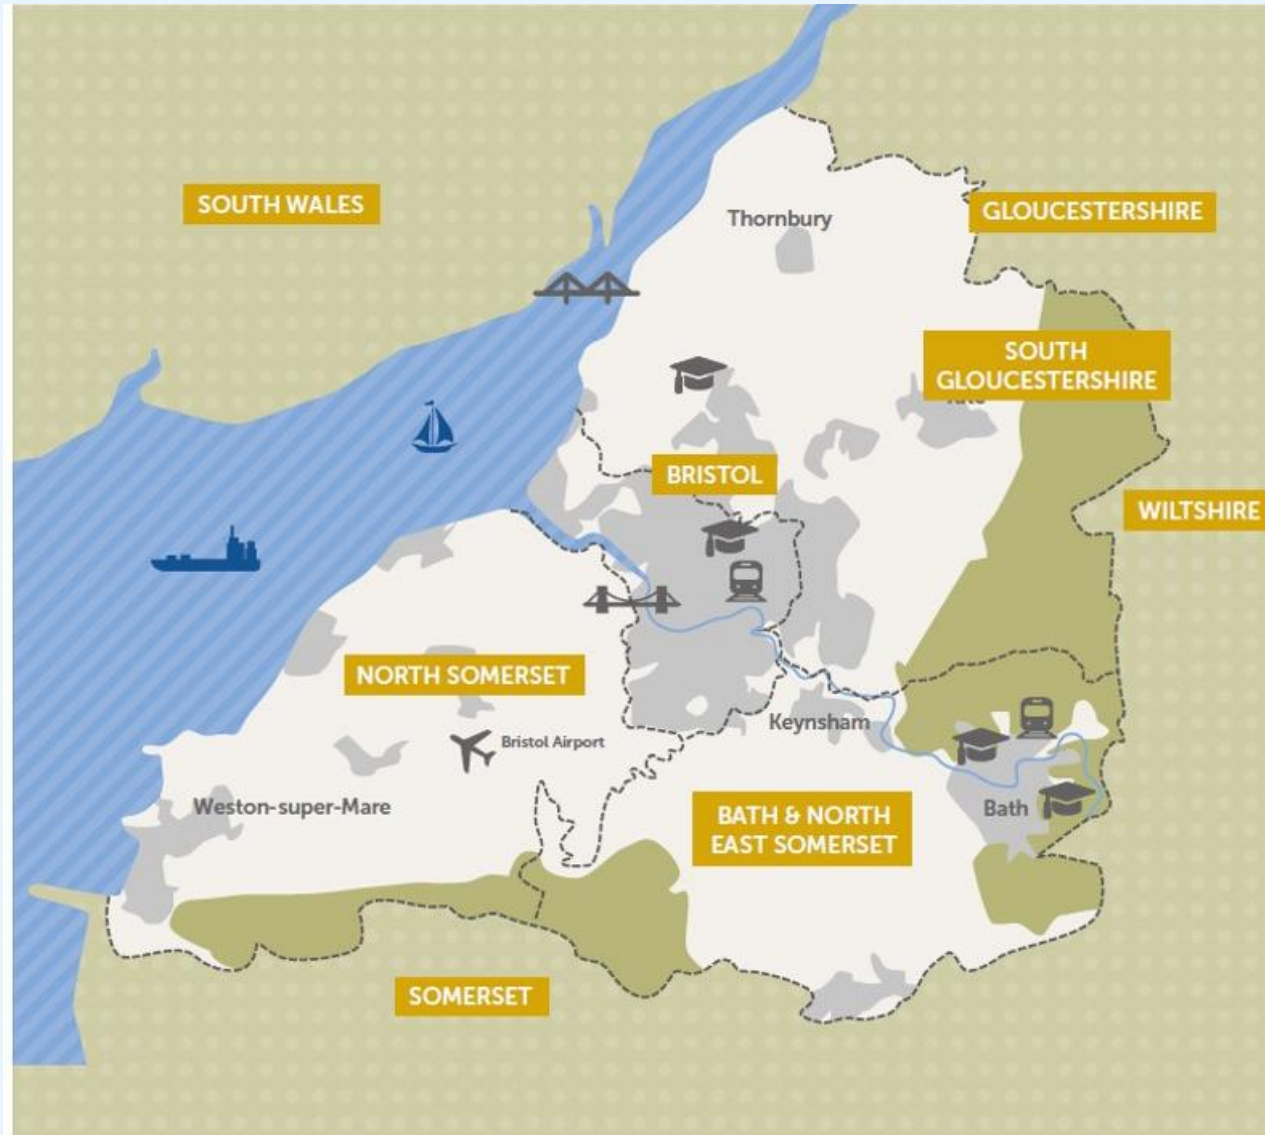 SOUTH WALES
GLOUCESTERSHIRE
Thornbury
SOUTH
GLOUCESTERSHIRE
BRISTOL
WILTSHIRE
NORTH SOMERSET
Keynsham
Bristol Airport
Weston-super-Mare
BATH & NORTH
EAST SOMERSET
Bath
SOMERSET